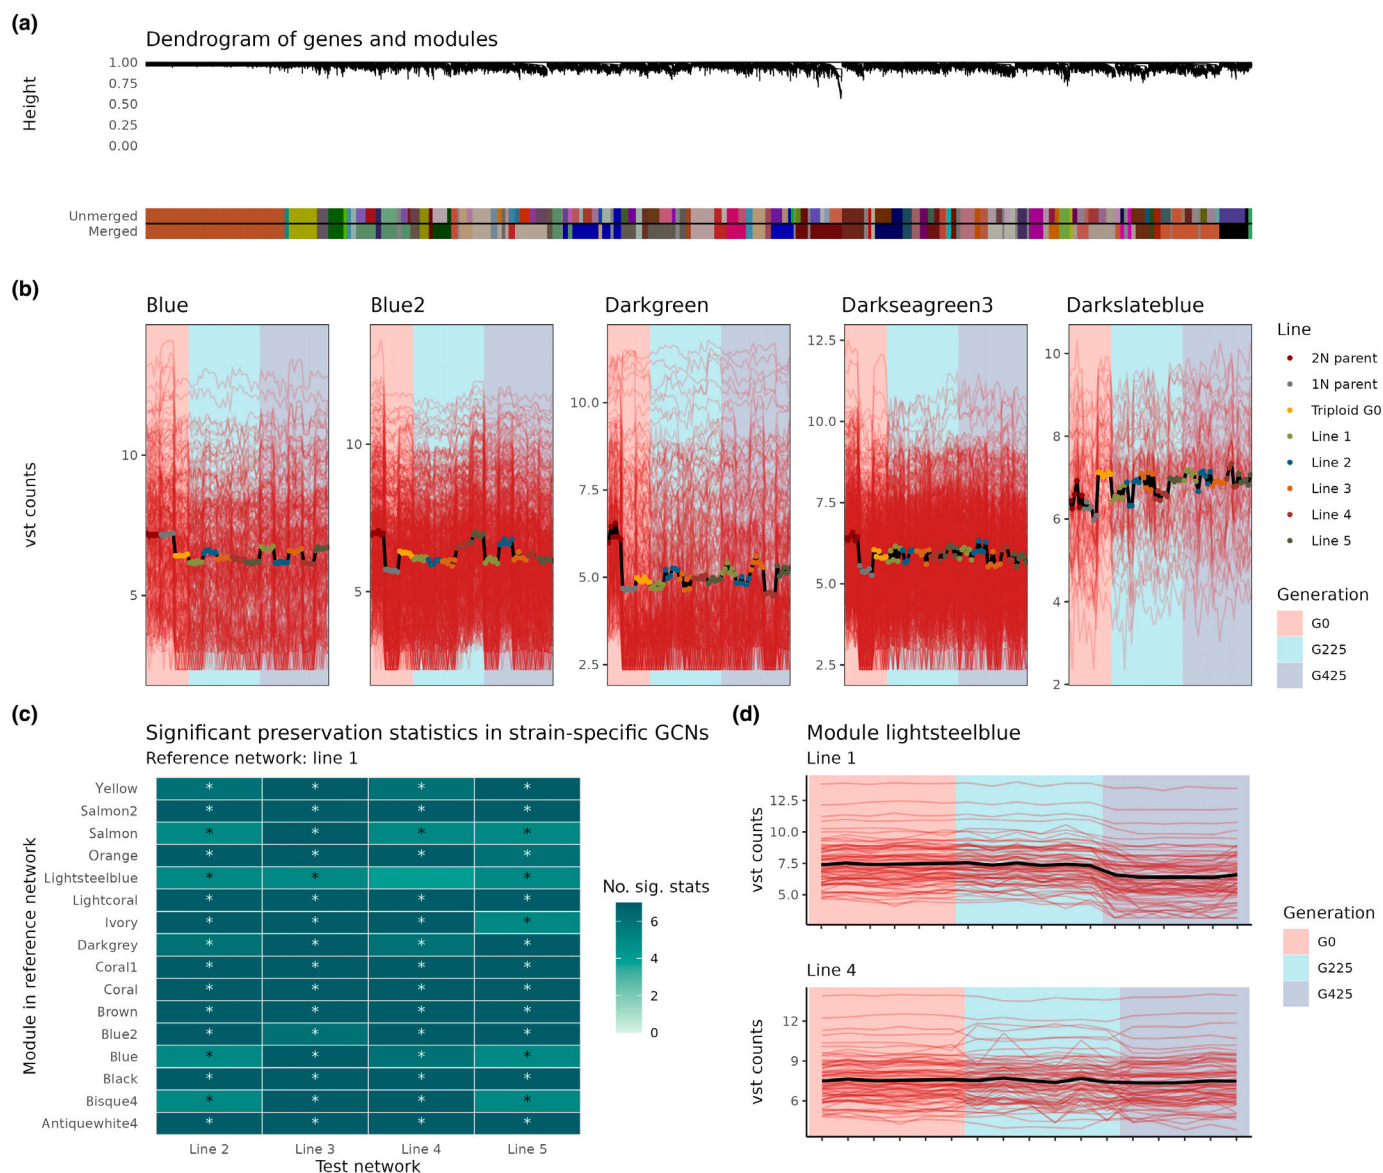 (a)
Dendrogram of genes and modules
Height
1.00
0.75
0.50
0.25
0.00
Unmerged
Merged
(b)
vst counts
Blue
10
5
Blue2
10
5
Darkgreen
10.0
7.5
5.0
2.5
Darkseagreen3
12.5
10.0
7.5
5.0
2.5
Darkslateblue
10
8
6
4
2
Line
2N parent
1N parent
Triploid G0
Line 1
Line 2
Line 3
Line 4
Line 5
Generation
G0
G225
G425
(c)
Significant preservation statistics in strain-specific GCNs
Reference network: line 1
Module in reference network
Yellow * * * *
Salmon2 * * * *
Salmon * * * *
Orange * * * *
Lightsteelblue * * *
Lightcoral * * * *
Ivory * * * *
Darkgrey * * * *
Coral1 * * * *
Coral * * * *
Brown * * * *
Blue2 * * * *
Blue * * * *
Black * * * *
Bisque4 * * * *
Antiquewhite4 * * * *
Line 2 Line 3 Line 4 Line 5
Test network
No. sig. stats
6
4
2
0
(d)
Module lightsteelblue
Line 1
vst counts
12.5
10.0
7.5
5.0
Line 4
vst counts
12
9
6
Generation
G0
G225
G425